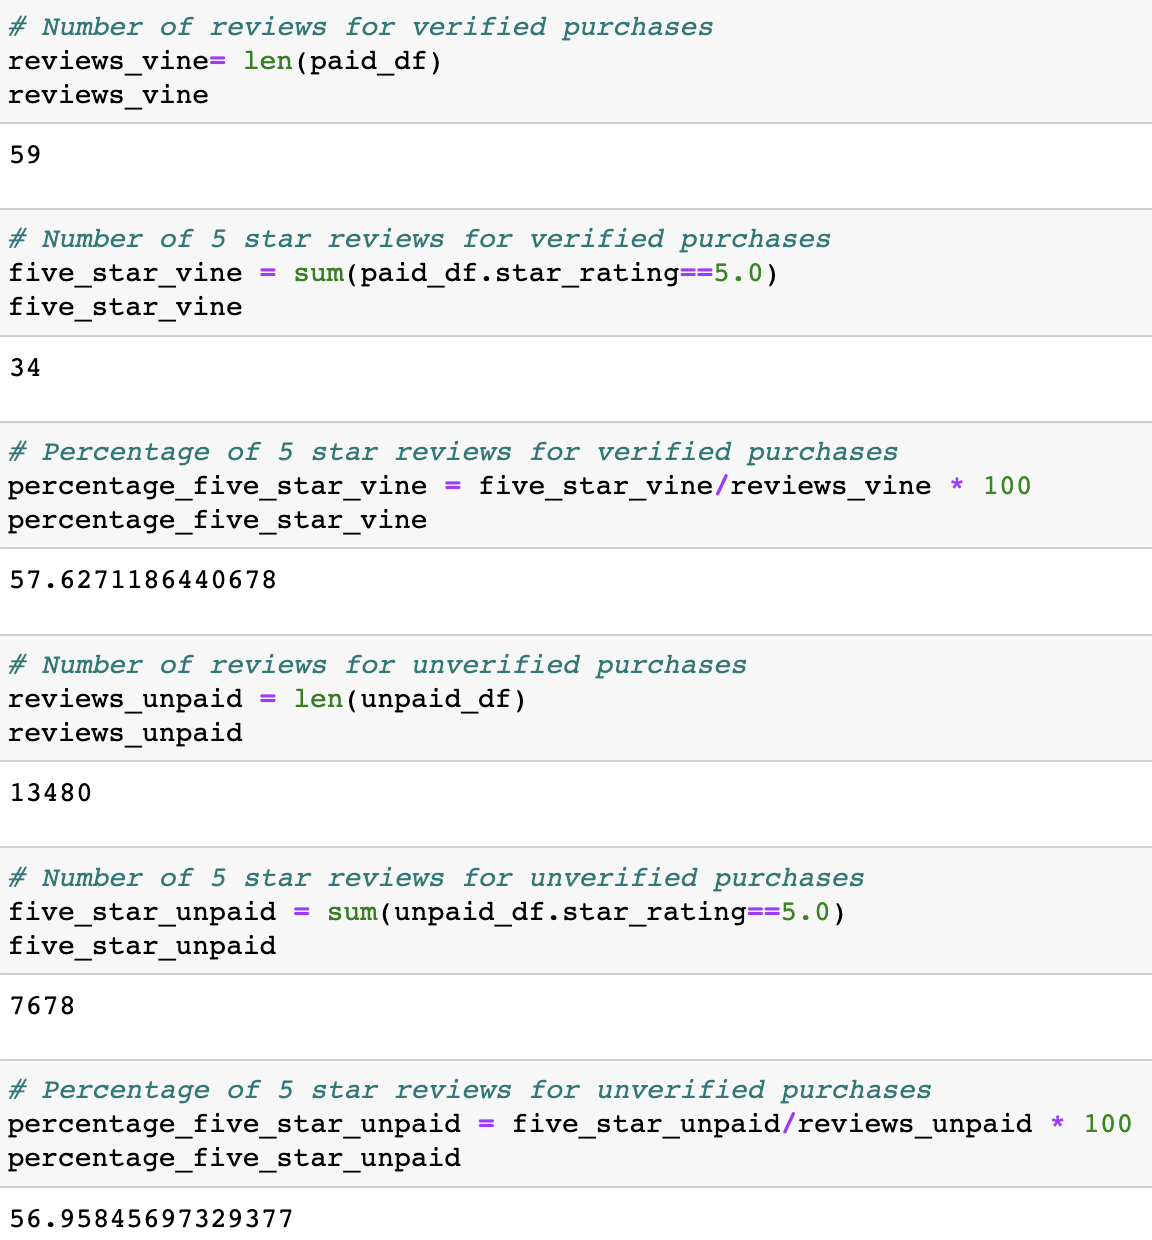 # Number of reviews for verified purchases
reviews_vine= len(paid_df)
reviews_vine
59
# Number of 5 star reviews for verified purchases
five_star_vine = sum(paid_df.star_rating==5.0)
five_star_vine
34
# Percentage of 5 star reviews for verified purchases
percentage_five_star_vine = five_star_vine/reviews_vine * 100
percentage_five_star_vine
57.6271186440678
# Number of reviews for unverified purchases
reviews_unpaid = len(unpaid_df)
reviews_unpaid
13480
# Number of 5 star reviews for unverified purchases
five_star_unpaid = sum(unpaid_df.star_rating==5.0)
five_star_unpaid
7678
# Percentage of 5 star reviews for unverified purchases
percentage_five_star_unpaid = five_star_unpaid/reviews_unpaid * 100
percentage_five_star_unpaid
56.95845697329377